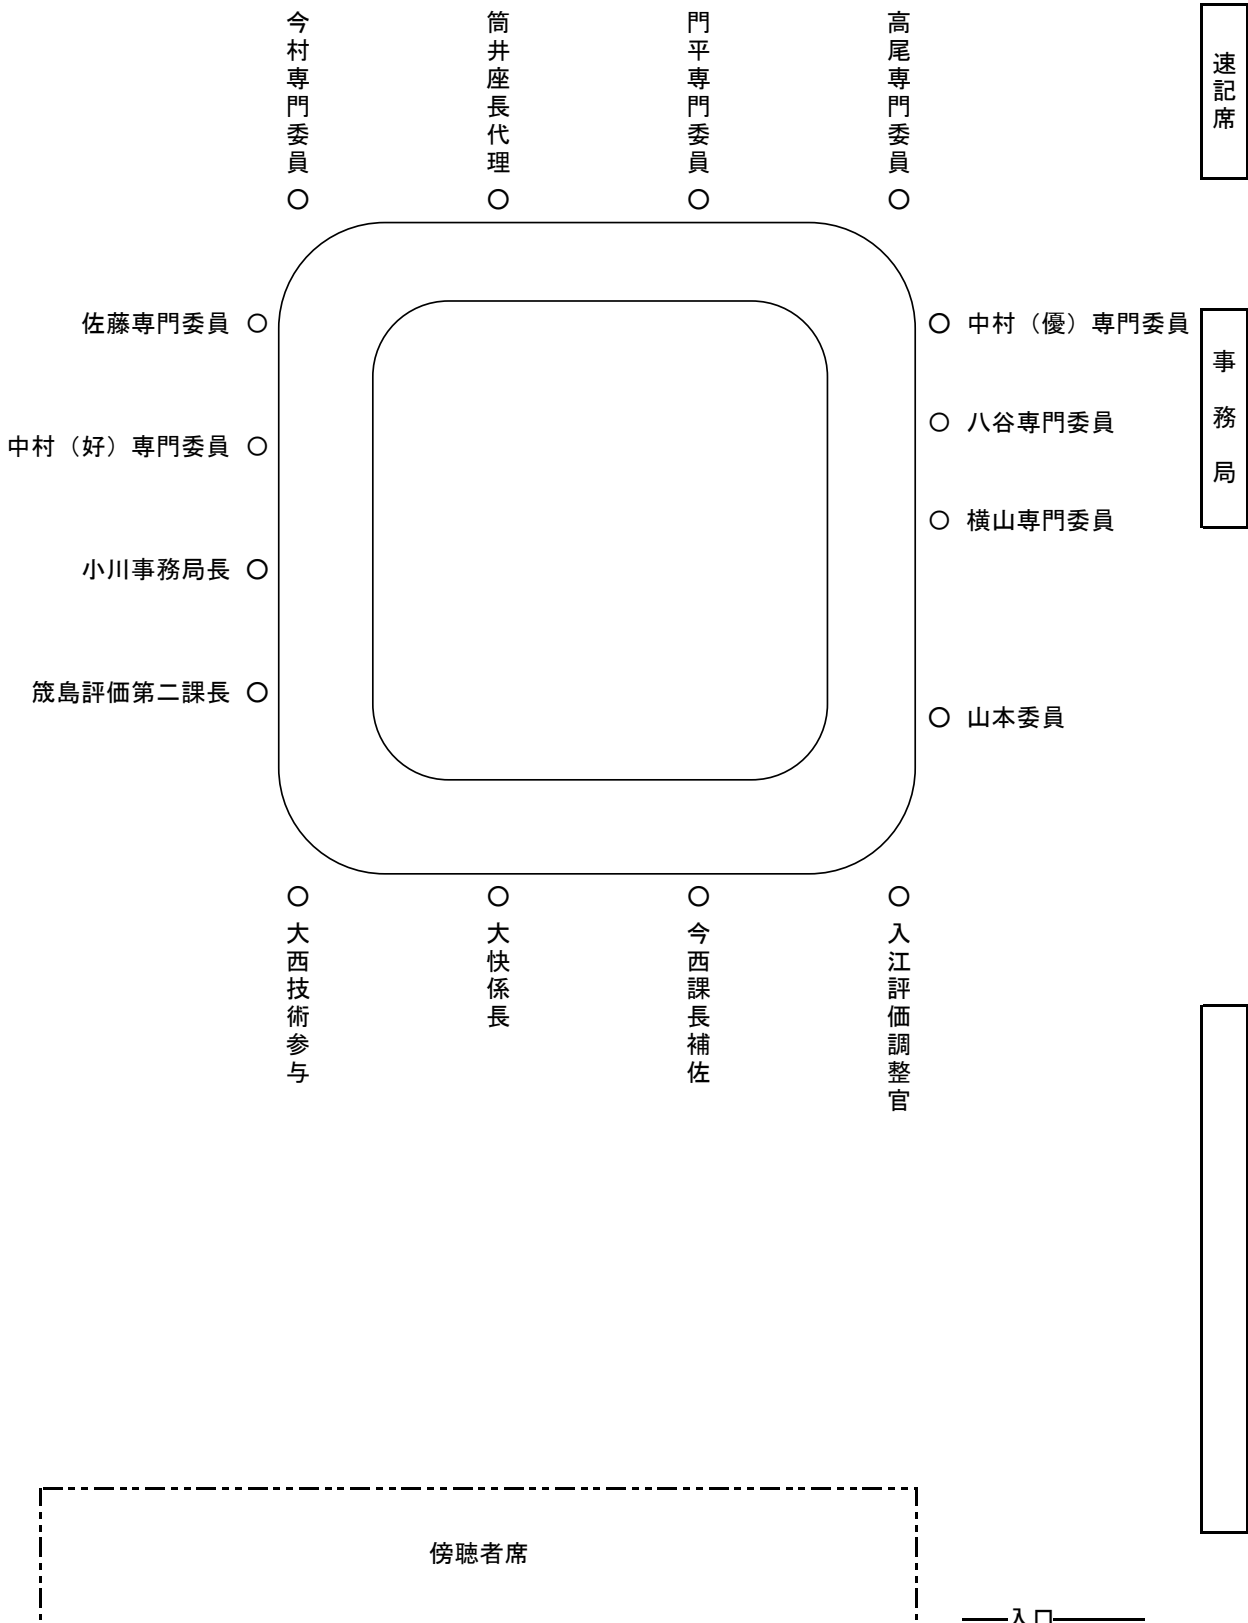 今村専門委員
筒井座長代理
門平専門委員
高尾専門委員
速記席
佐藤専門委員
中村（優）専門委員
事務局
八谷専門委員
中村（好）専門委員
横山専門委員
小川事務局長
筬島評価第二課長
山本委員
大西技術参与
大快係長
今西課長補佐
入江評価調整官
傍聴者席
入口